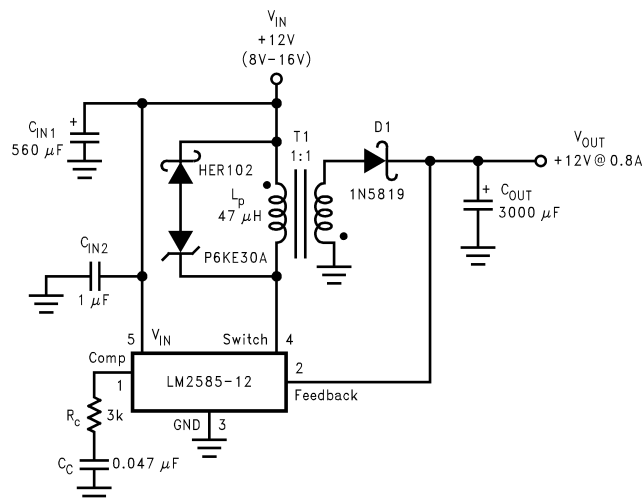 V_IN
+12V
(8V-16V)
C_IN1
+
560 µF
HER102
T1
1:1
D1
1N5819
V_OUT
+12V@0.8A
+
C_OUT
3000 µF
L_p
47 µH
P6KE30A
C_IN2
1 µF
5
V_IN
Switch
4
Comp
1
LM2585-12
2
Feedback
GND
3
R_c
3k
C_C
0.047 µF